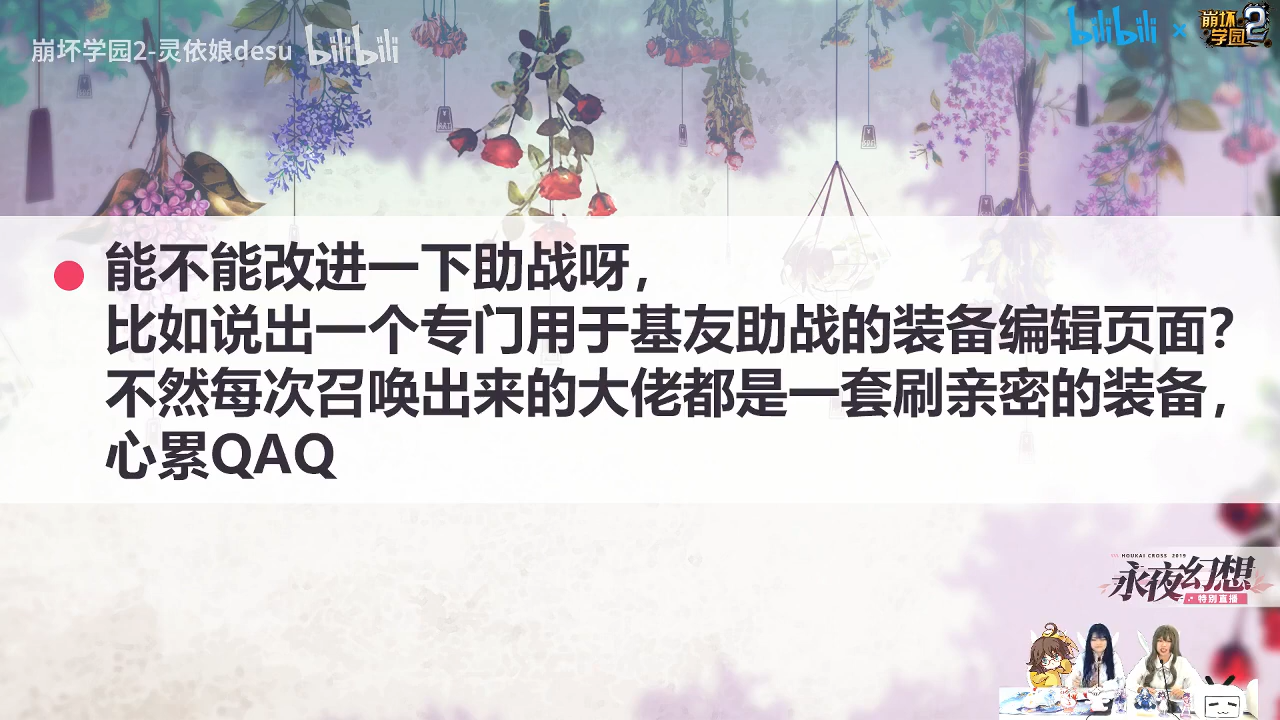 崩坏学园2-灵依娘desu bilibili
bilibili × 崩坏学园2
能不能改进一下助战呀，
比如说出一个专门用于基友助战的装备编辑页面？
不然每次召唤出来的大佬都是一套刷亲密的装备，
心累QAQ
HOUKAI CROSS 2019
永夜幻想
特别直播